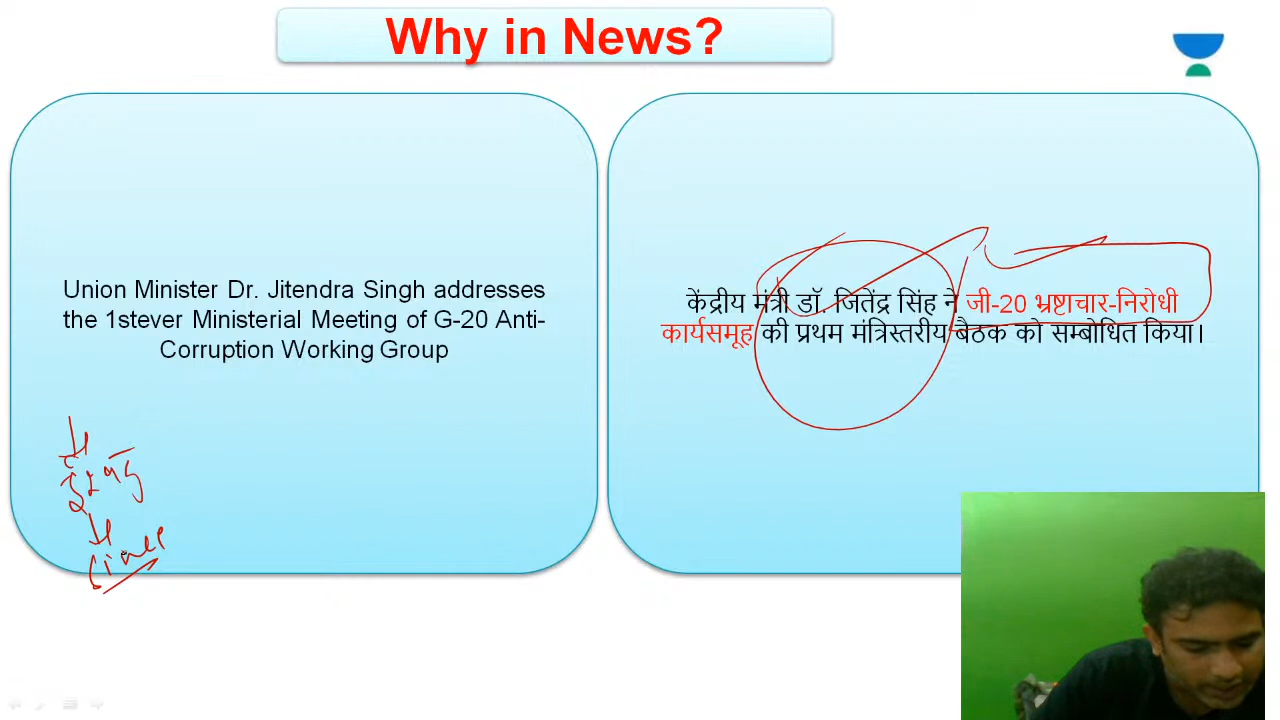 Why in News?
Union Minister Dr. Jitendra Singh addresses
the 1stever Ministerial Meeting of G-20 Anti-
Corruption Working Group
केंद्रीय मंत्री डॉ. जितेंद्र सिंह ने जी-20 भ्रष्टाचार-निरोधी
कार्यसमूह की प्रथम मंत्रिस्तरीय बैठक को सम्बोधित किया।